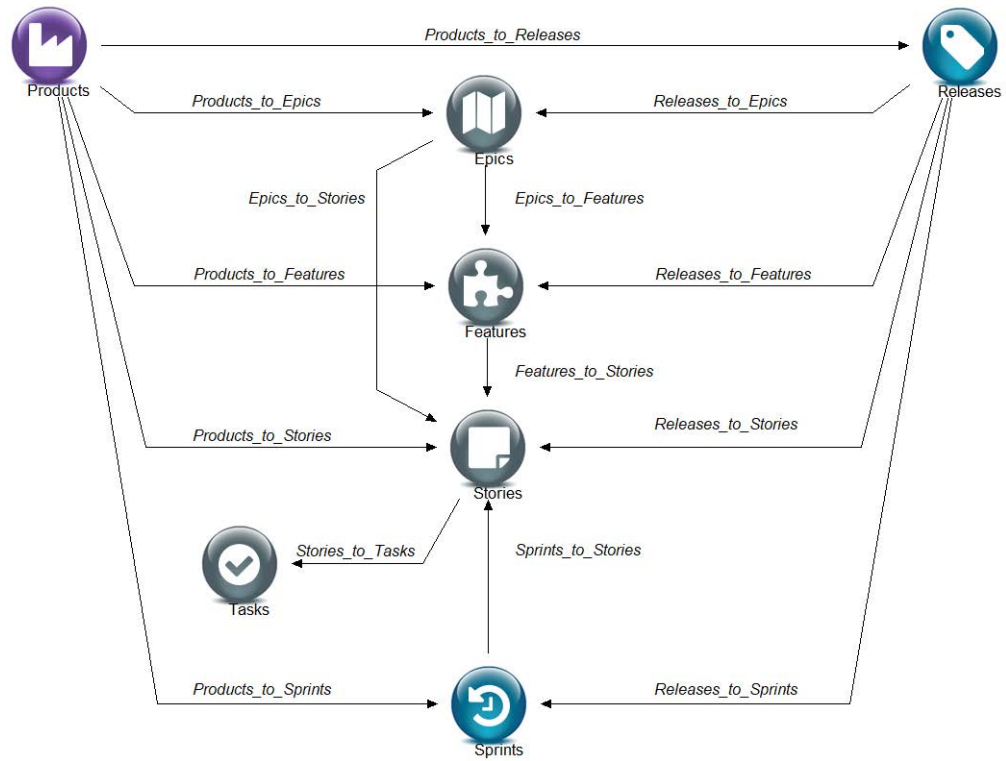 Products_to_Releases
Products
Releases
Products_to_Epics
Releases_to_Epics
Epics
Epics_to_Stories
Epics_to_Features
Products_to_Features
Releases_to_Features
Features
Features_to_Stories
Products_to_Stories
Releases_to_Stories
Stories
Stories_to_Tasks
Sprints_to_Stories
Tasks
Products_to_Sprints
Releases_to_Sprints
Sprints